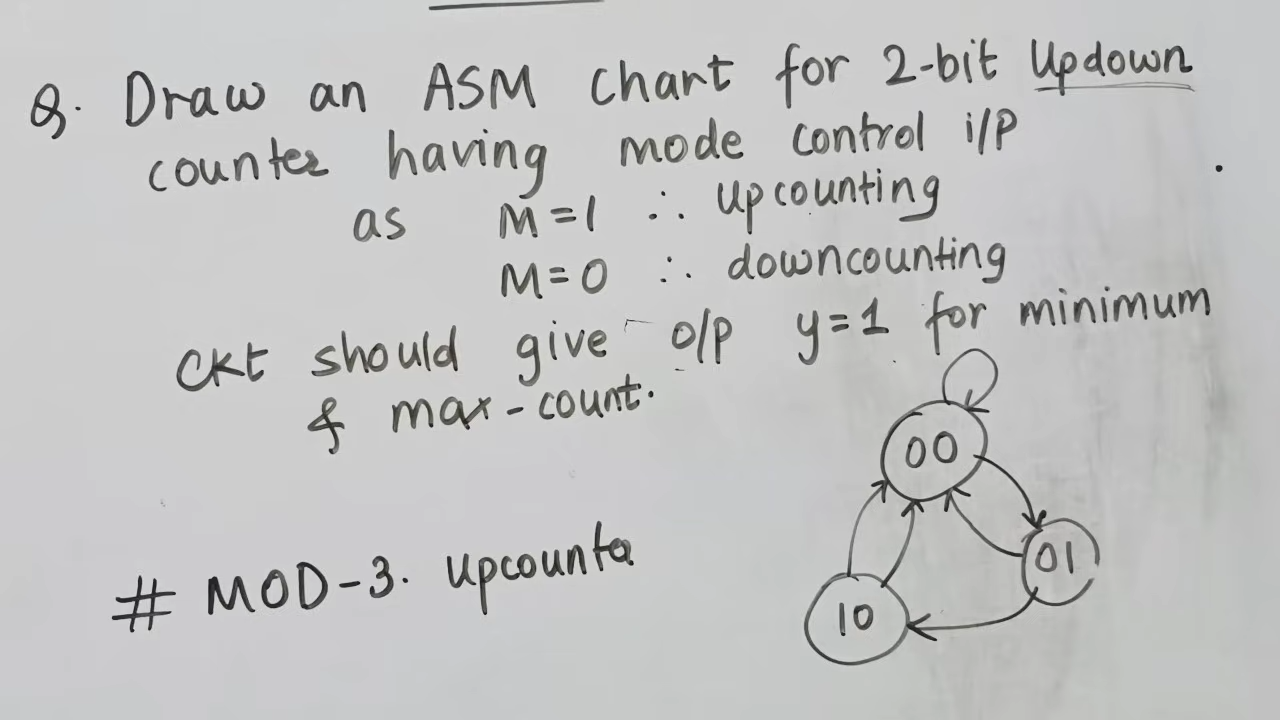 Q. Draw an ASM chart for 2-bit Updown
counter having mode control i/p
as M=1 ∴ upcounting
M=0 ∴ downcounting
Ckt should give o/p y=1 for minimum
& max-count.
00
01
# MOD-3. upcounter
10